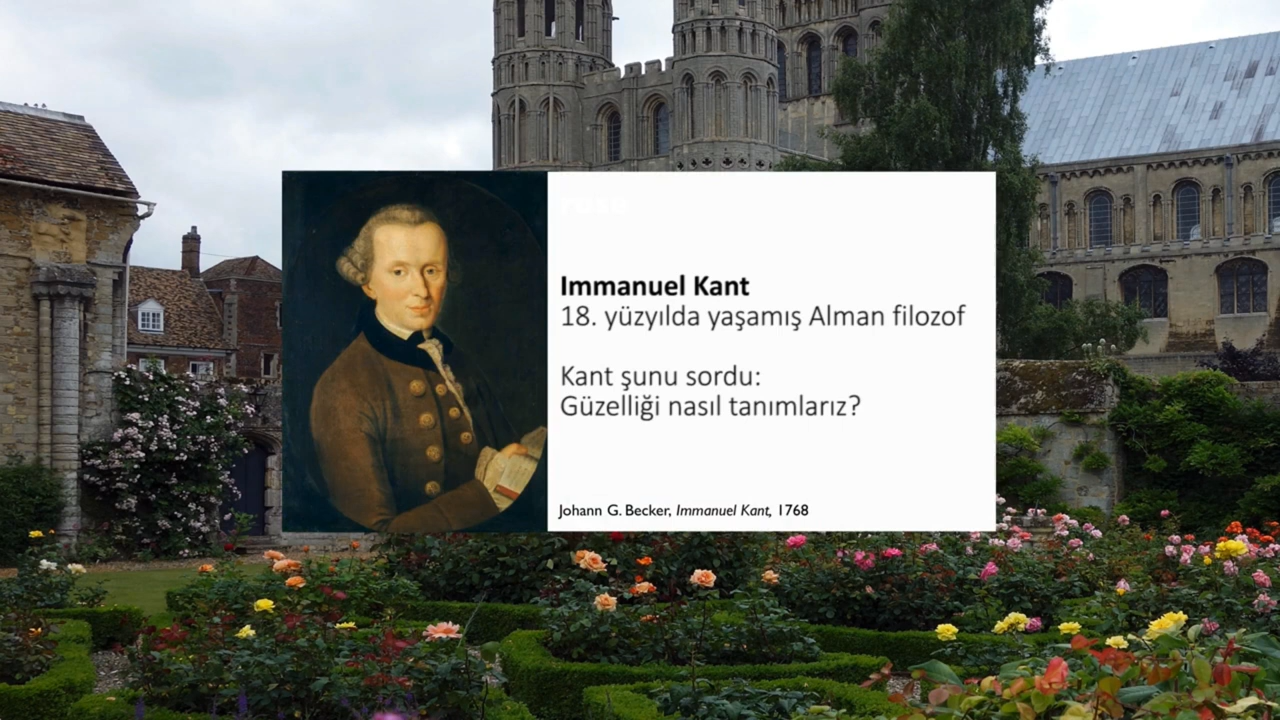 Immanuel Kant
18. yüzyılda yaşamış Alman filozof
Kant şunu sordu:
Güzelliği nasıl tanımlarız?
Johann G. Becker, Immanuel Kant, 1768